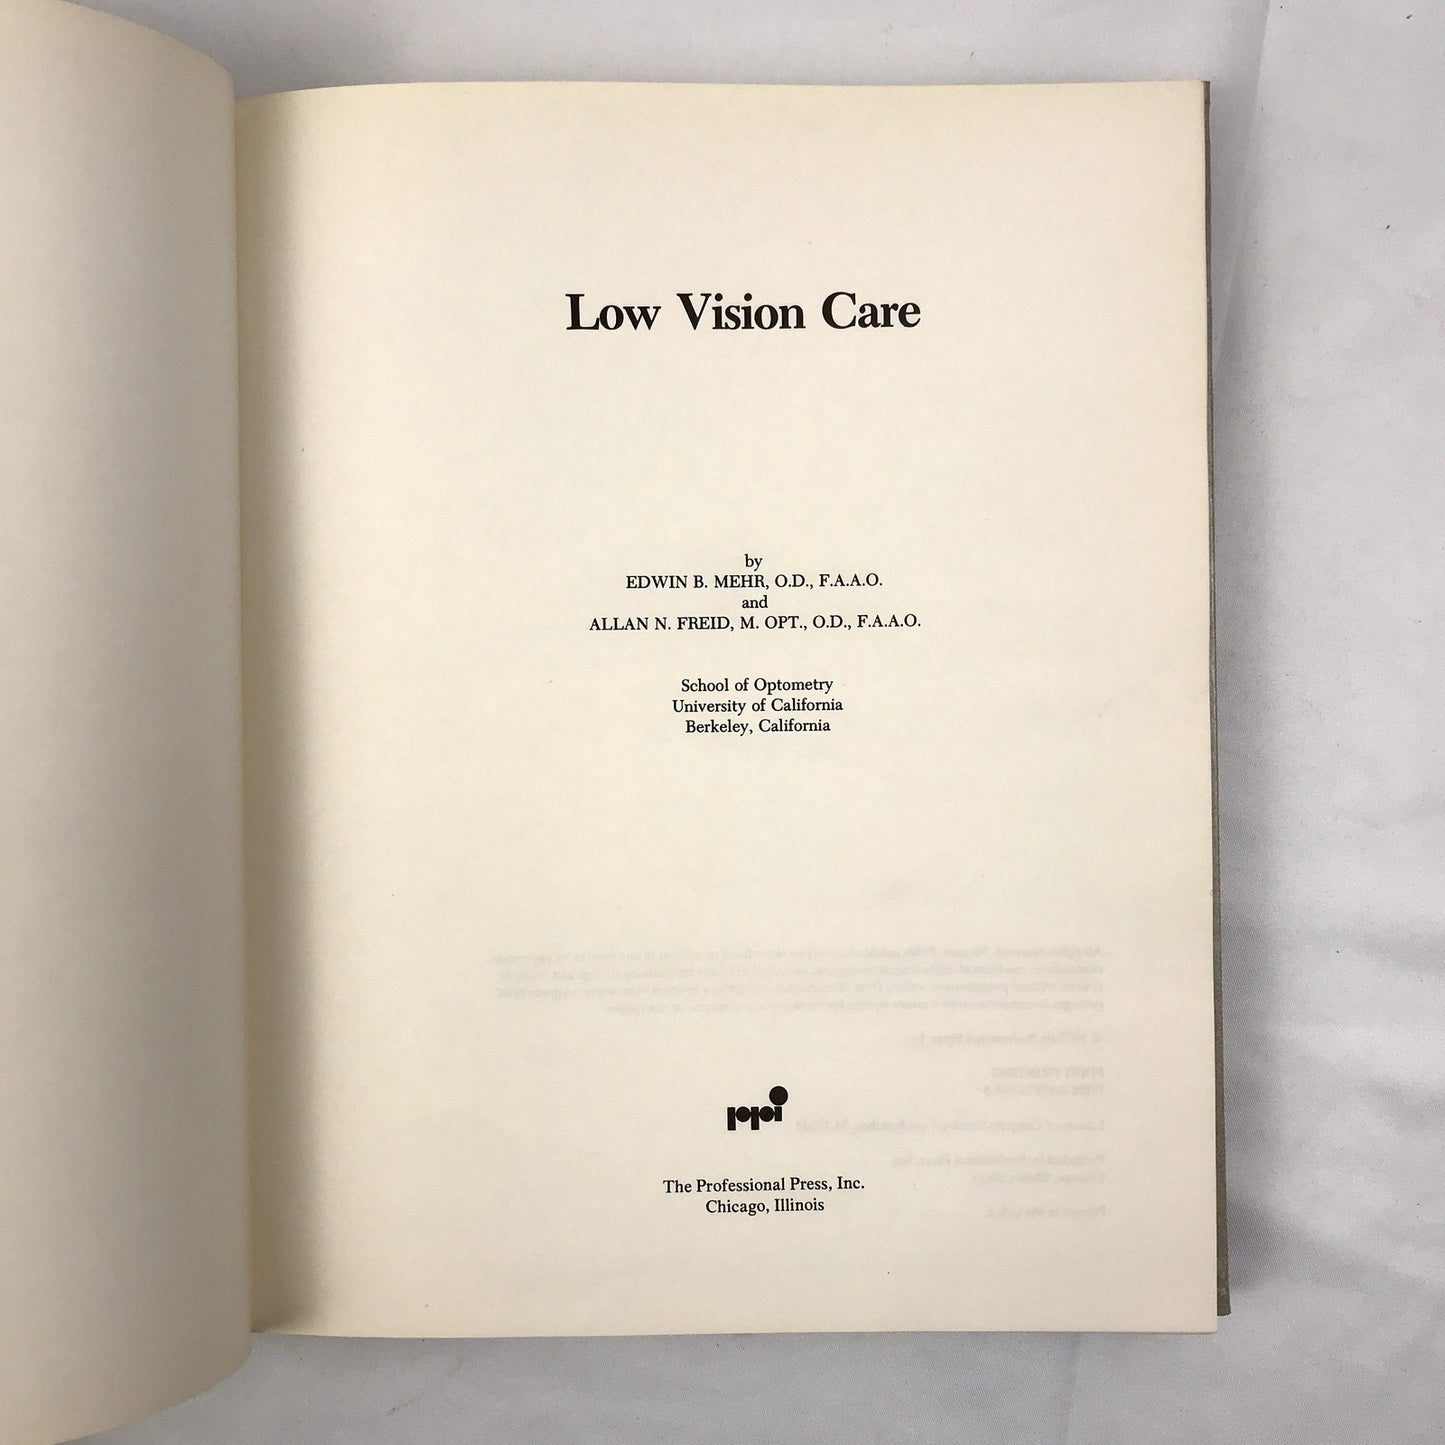 Low Vision Care
by
EDWIN B. MEHR, O.D., F.A.A.O.
and
ALLAN N. FREID, M. OPT., O.D., F.A.A.O.
School of Optometry
University of California
Berkeley, California
ppi
The Professional Press, Inc.
Chicago, Illinois